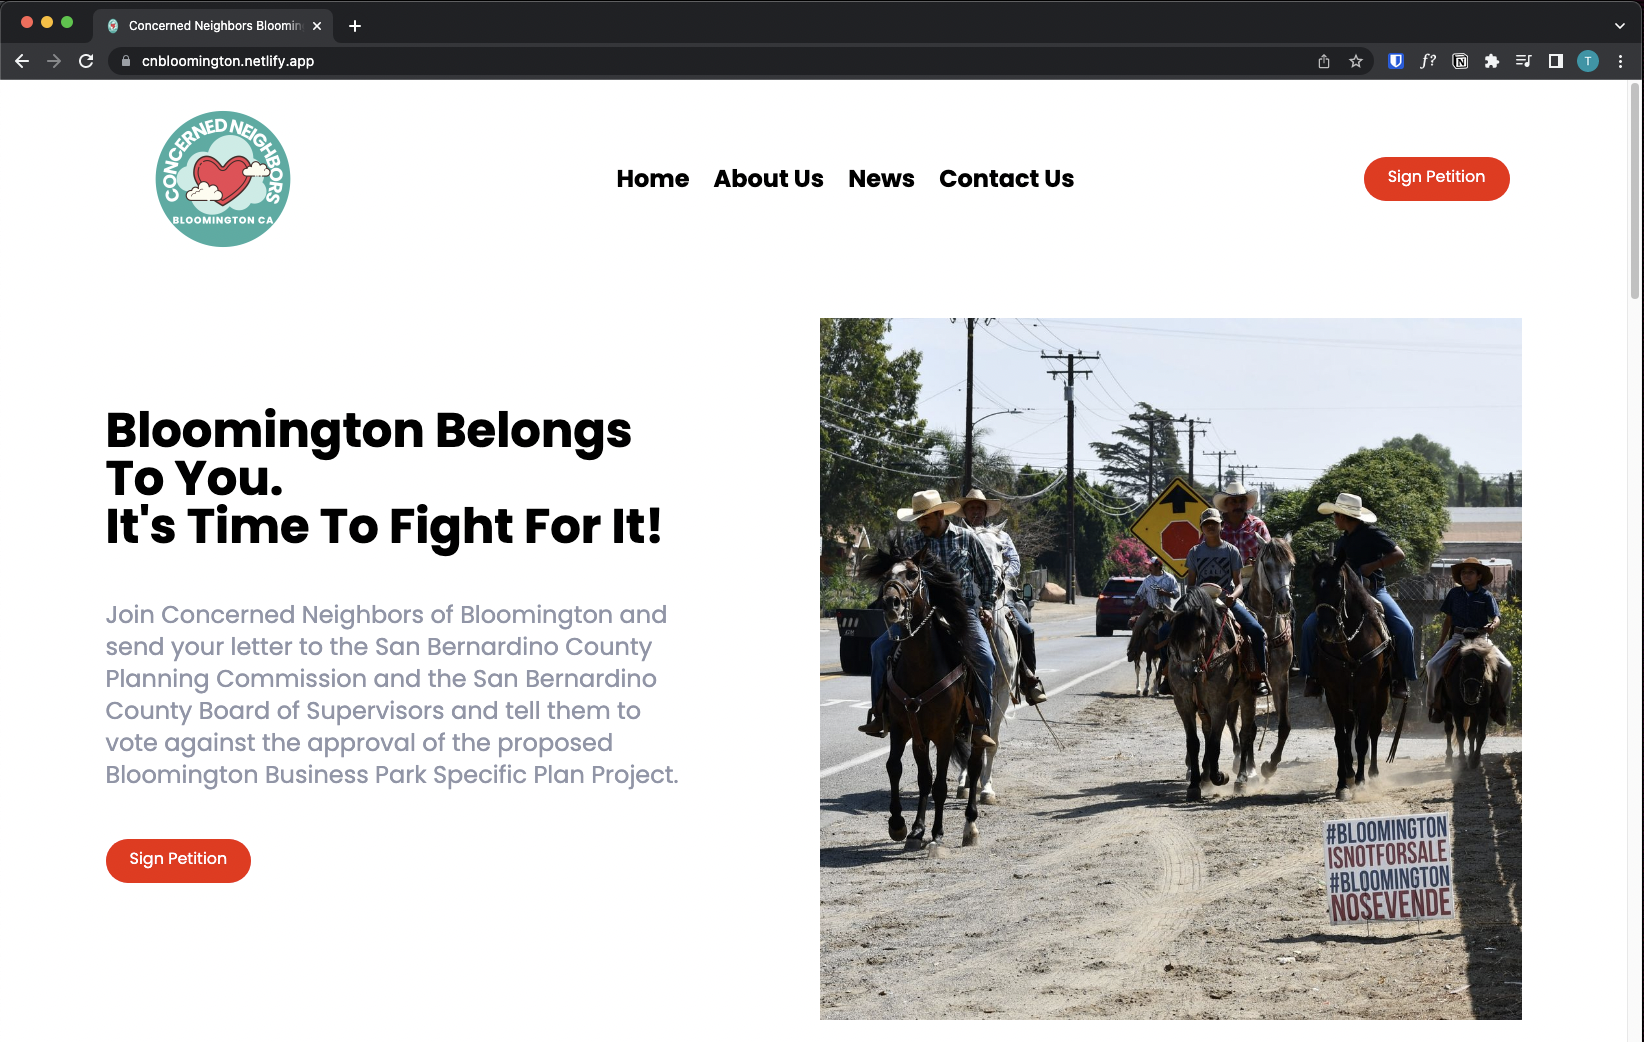 Concerned Neighbors Bloomin
cnbloomington.netlify.app
f?
N
T
CONCERNED NEIGHBORS
BLOOMINGTON CA
Home
About Us
News
Contact Us
Sign Petition
Bloomington Belongs
To You.
It's Time To Fight For It!
Join Concerned Neighbors of Bloomington and
send your letter to the San Bernardino County
Planning Commission and the San Bernardino
County Board of Supervisors and tell them to
vote against the approval of the proposed
Bloomington Business Park Specific Plan Project.
Sign Petition
#BLOOMINGTON
ISNOTFORSALE
#BLOOMINGTON
NOSEVENDE